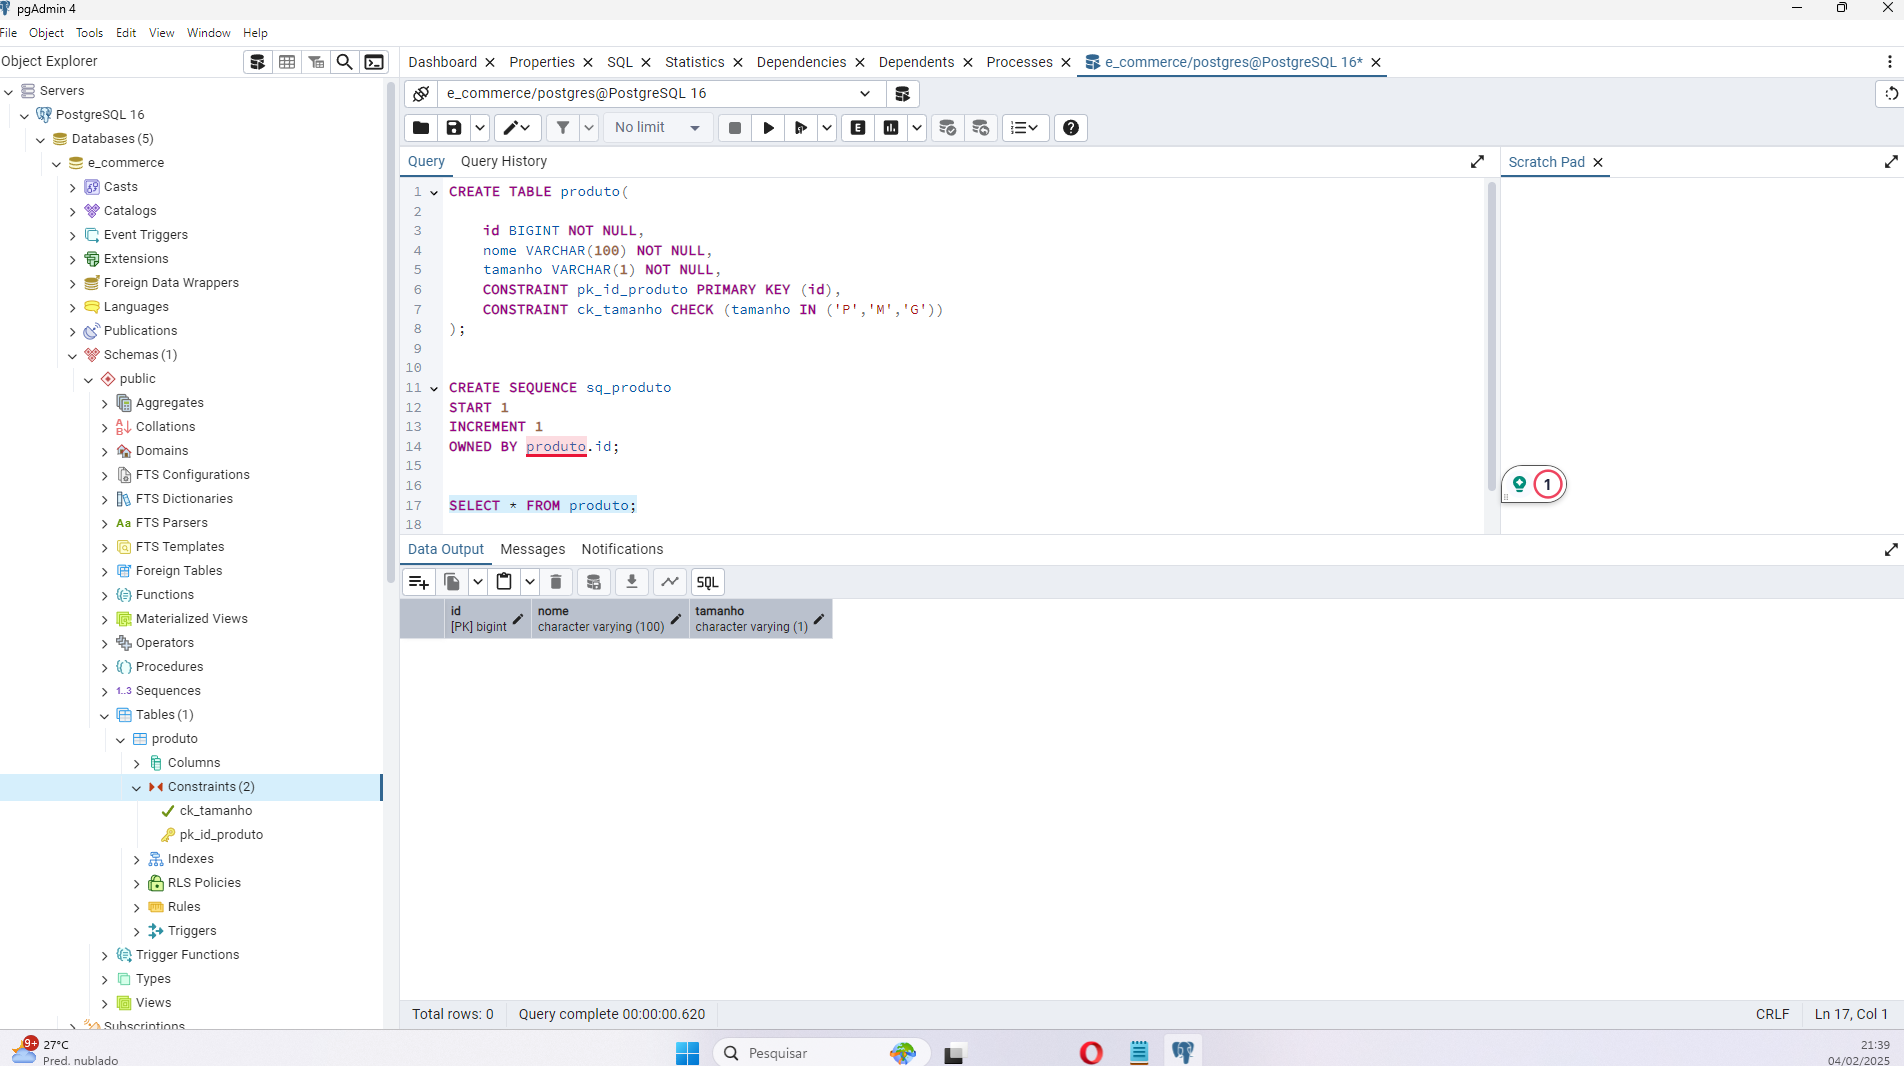 pgAdmin 4
File Object Tools Edit View Window Help
Object Explorer
Servers
PostgreSQL 16
Databases (5)
e_commerce
Casts
Catalogs
Event Triggers
Extensions
Foreign Data Wrappers
Languages
Publications
Schemas (1)
public
Aggregates
Collations
Domains
FTS Configurations
FTS Dictionaries
Aa FTS Parsers
FTS Templates
Foreign Tables
Functions
Materialized Views
Operators
Procedures
1..3 Sequences
Tables (1)
produto
Columns
Constraints (2)
ck_tamanho
pk_id_produto
Indexes
RLS Policies
Rules
Triggers
Trigger Functions
Types
Views
Subscriptions
Dashboard Properties SQL Statistics Dependencies Dependents Processes e_commerce/postgres@PostgreSQL 16*
e_commerce/postgres@PostgreSQL 16
No limit E
Query Query History
Scratch Pad
1 CREATE TABLE produto(
2
3 id BIGINT NOT NULL,
4 nome VARCHAR(100) NOT NULL,
5 tamanho VARCHAR(1) NOT NULL,
6 CONSTRAINT pk_id_produto PRIMARY KEY (id),
7 CONSTRAINT ck_tamanho CHECK (tamanho IN ('P','M','G'))
8 );
9
10
11 CREATE SEQUENCE sq_produto
12 START 1
13 INCREMENT 1
14 OWNED BY produto.id;
15
16
17 SELECT * FROM produto;
18
1
Data Output Messages Notifications
SQL
id nome tamanho
[PK] bigint character varying (100) character varying (1)
Total rows: 0 Query complete 00:00:00.620 CRLF Ln 17, Col 1
9+ 27°C
Pred. nublado
Pesquisar
21:39
04/02/2025